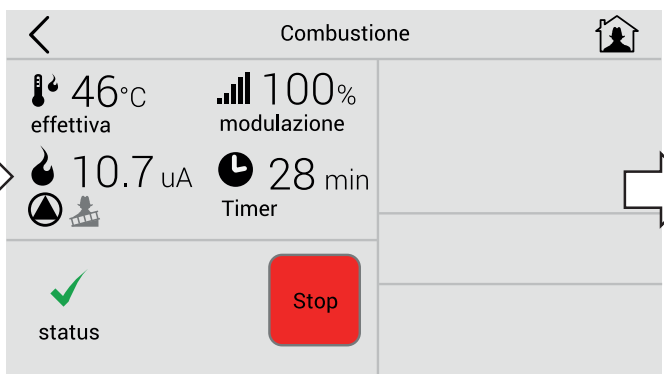 Combustione
46°C
effettiva
100%
modulazione
10.7 uA
28 min
Timer
status
Stop